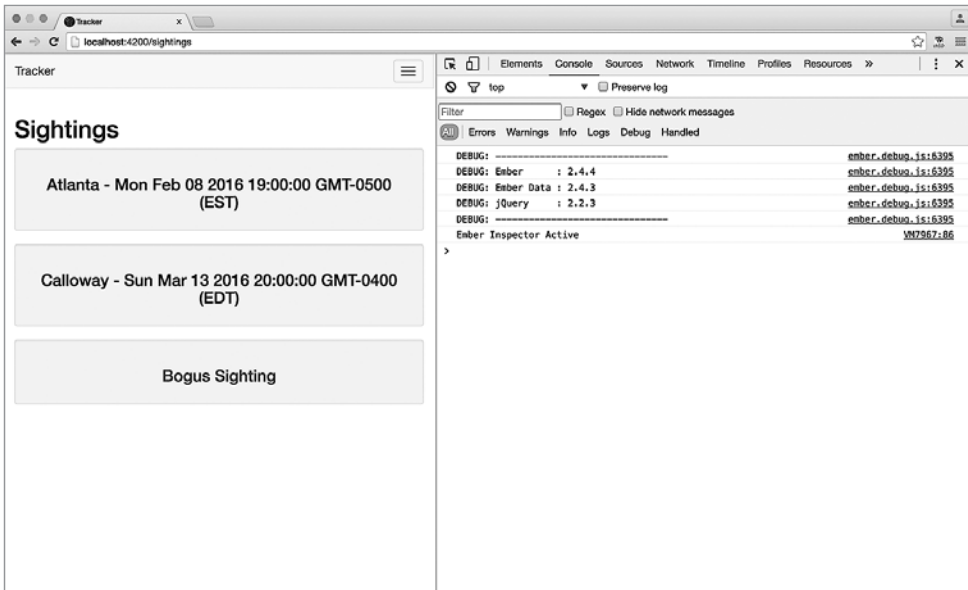 Tracker
localhost:4200/sightings
Tracker
Sightings
Atlanta - Mon Feb 08 2016 19:00:00 GMT-0500
(EST)
Calloway - Sun Mar 13 2016 20:00:00 GMT-0400
(EDT)
Bogus Sighting
Elements Console Sources Network Timeline Profiles Resources »
top Preserve log
Filter Regex Hide network messages
All Errors Warnings Info Logs Debug Handled
DEBUG: ------------------------------- ember.debug.js:6395
DEBUG: Ember : 2.4.4 ember.debug.js:6395
DEBUG: Ember Data : 2.4.3 ember.debug.js:6395
DEBUG: jQuery : 2.2.3 ember.debug.js:6395
DEBUG: ------------------------------- ember.debug.js:6395
Ember Inspector Active VM7967:86
>